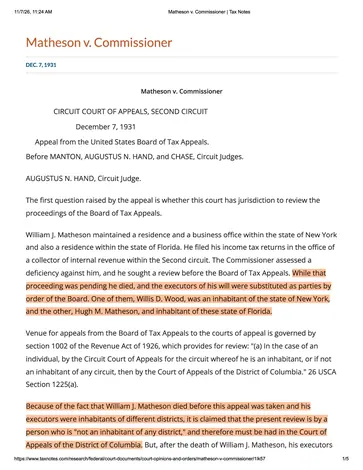 11/7/26, 11:24 AM Matheson v. Commissioner | Tax Notes
Matheson v. Commissioner
DEC. 7, 1931
Matheson v. Commissioner
CIRCUIT COURT OF APPEALS, SECOND CIRCUIT
December 7, 1931
Appeal from the United States Board of Tax Appeals.
Before MANTON, AUGUSTUS N. HAND, and CHASE, Circuit Judges.
AUGUSTUS N. HAND, Circuit Judge.
The first question raised by the appeal is whether this court has jurisdiction to review the
proceedings of the Board of Tax Appeals.
William J. Matheson maintained a residence and a business office within the state of New York
and also a residence within the state of Florida. He filed his income tax returns in the office of
a collector of internal revenue within the Second circuit. The Commissioner assessed a
deficiency against him, and he sought a review before the Board of Tax Appeals. While that
proceeding was pending he died, and the executors of his will were substituted as parties by
order of the Board. One of them, Willis D. Wood, was an inhabitant of the state of New York,
and the other, Hugh M. Matheson, and inhabitant of these state of Florida.
Venue for appeals from the Board of Tax Appeals to the courts of appeal is governed by
section 1002 of the Revenue Act of 1926, which provides for review: "(a) In the case of an
individual, by the Circuit Court of Appeals for the circuit whereof he is an inhabitant, or if not
an inhabitant of any circuit, then by the Court of Appeals of the District of Columbia." 26 USCA
Section 1225(a).
Because of the fact that William J. Matheson died before this appeal was taken and his
executors were inhabitants of different districts, it is claimed that the present review is by a
person who is "not an inhabitant of any district," and therefore must be had in the Court of
Appeals of the District of Columbia. But, after the death of William J. Matheson, his executors
https://www.taxnotes.com/research/federal/court-documents/court-opinions-and-orders/matheson-v-commissioner/19k57 1/5